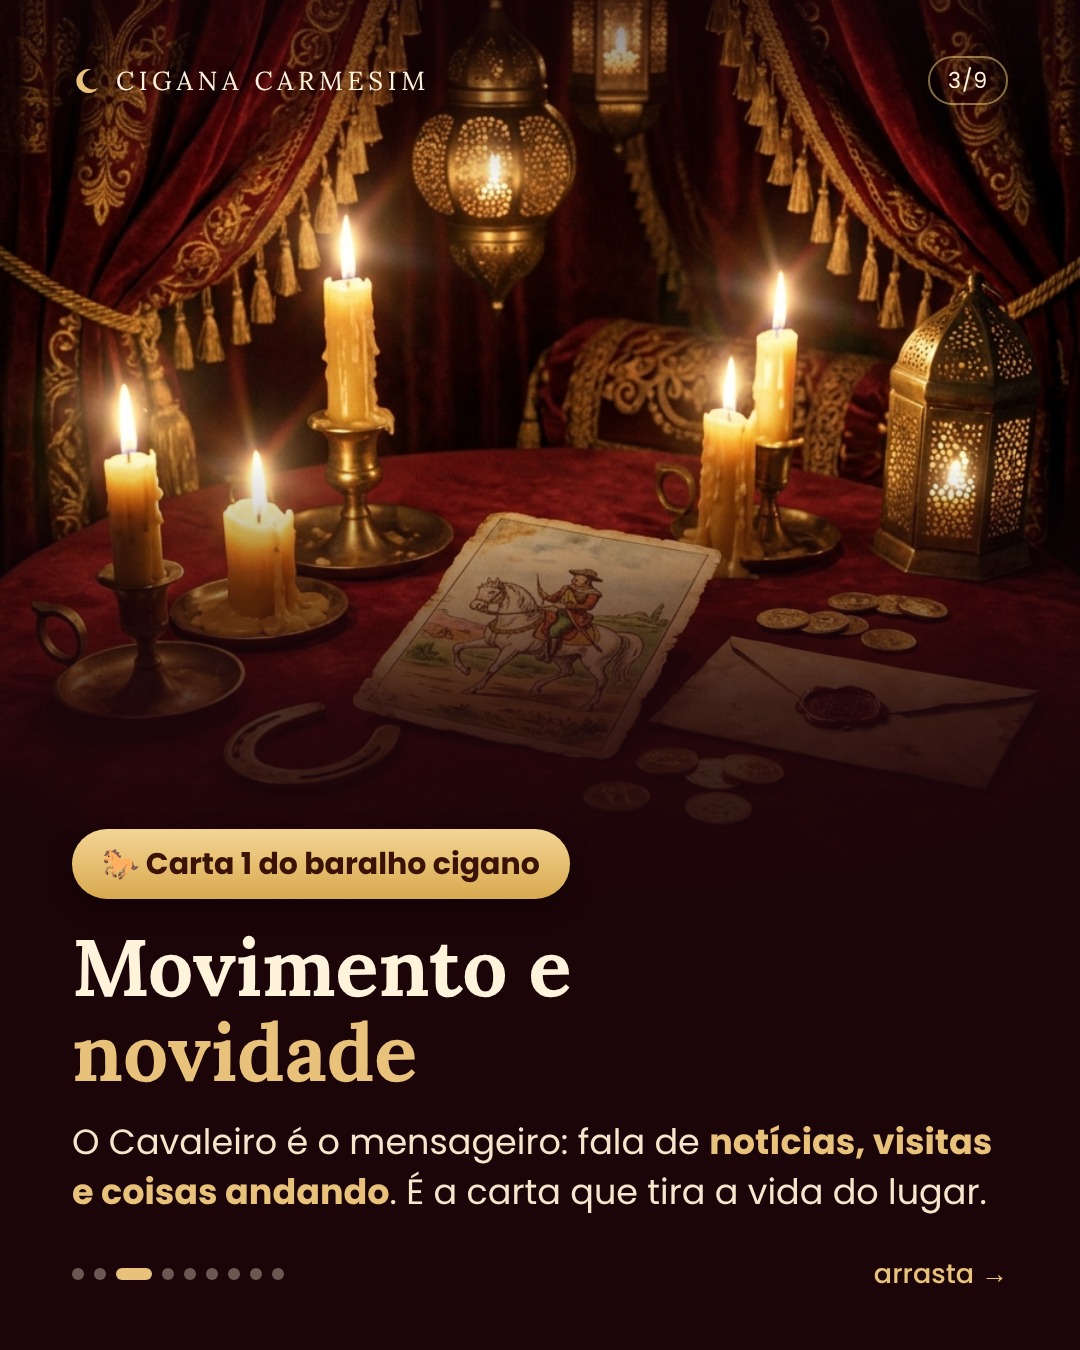 CIGANA CARMESIM
3/9
🐎 Carta 1 do baralho cigano
Movimento e
novidade
O Cavaleiro é o mensageiro: fala de notícias, visitas
e coisas andando. É a carta que tira a vida do lugar.
arrasta →